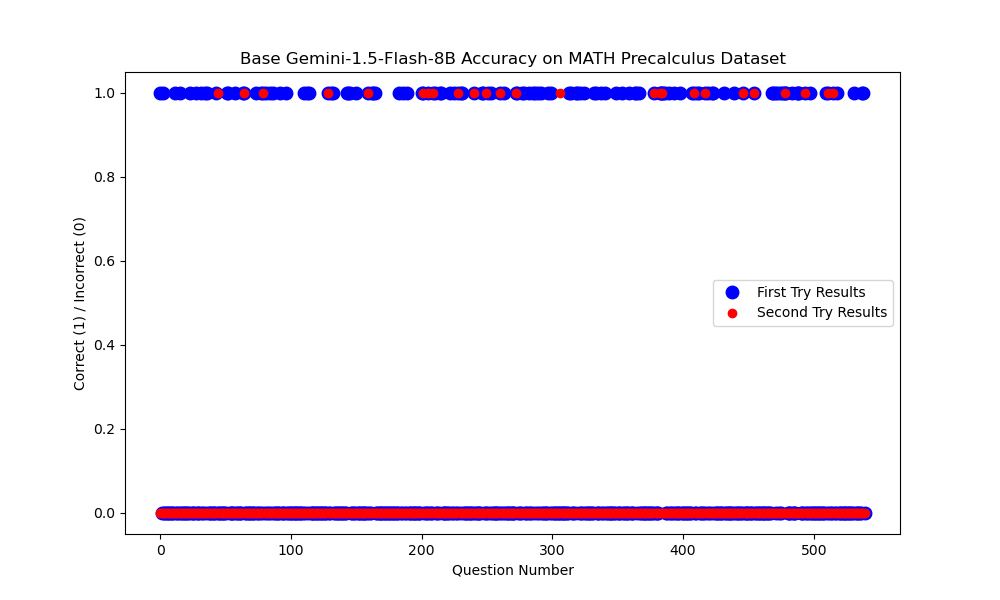 Base Gemini-1.5-Flash-8B Accuracy on MATH Precalculus Dataset
Correct (1) / Incorrect (0)
1.0
0.8
0.6
0.4
0.2
0.0
First Try Results
Second Try Results
0 100 200 300 400 500
Question Number